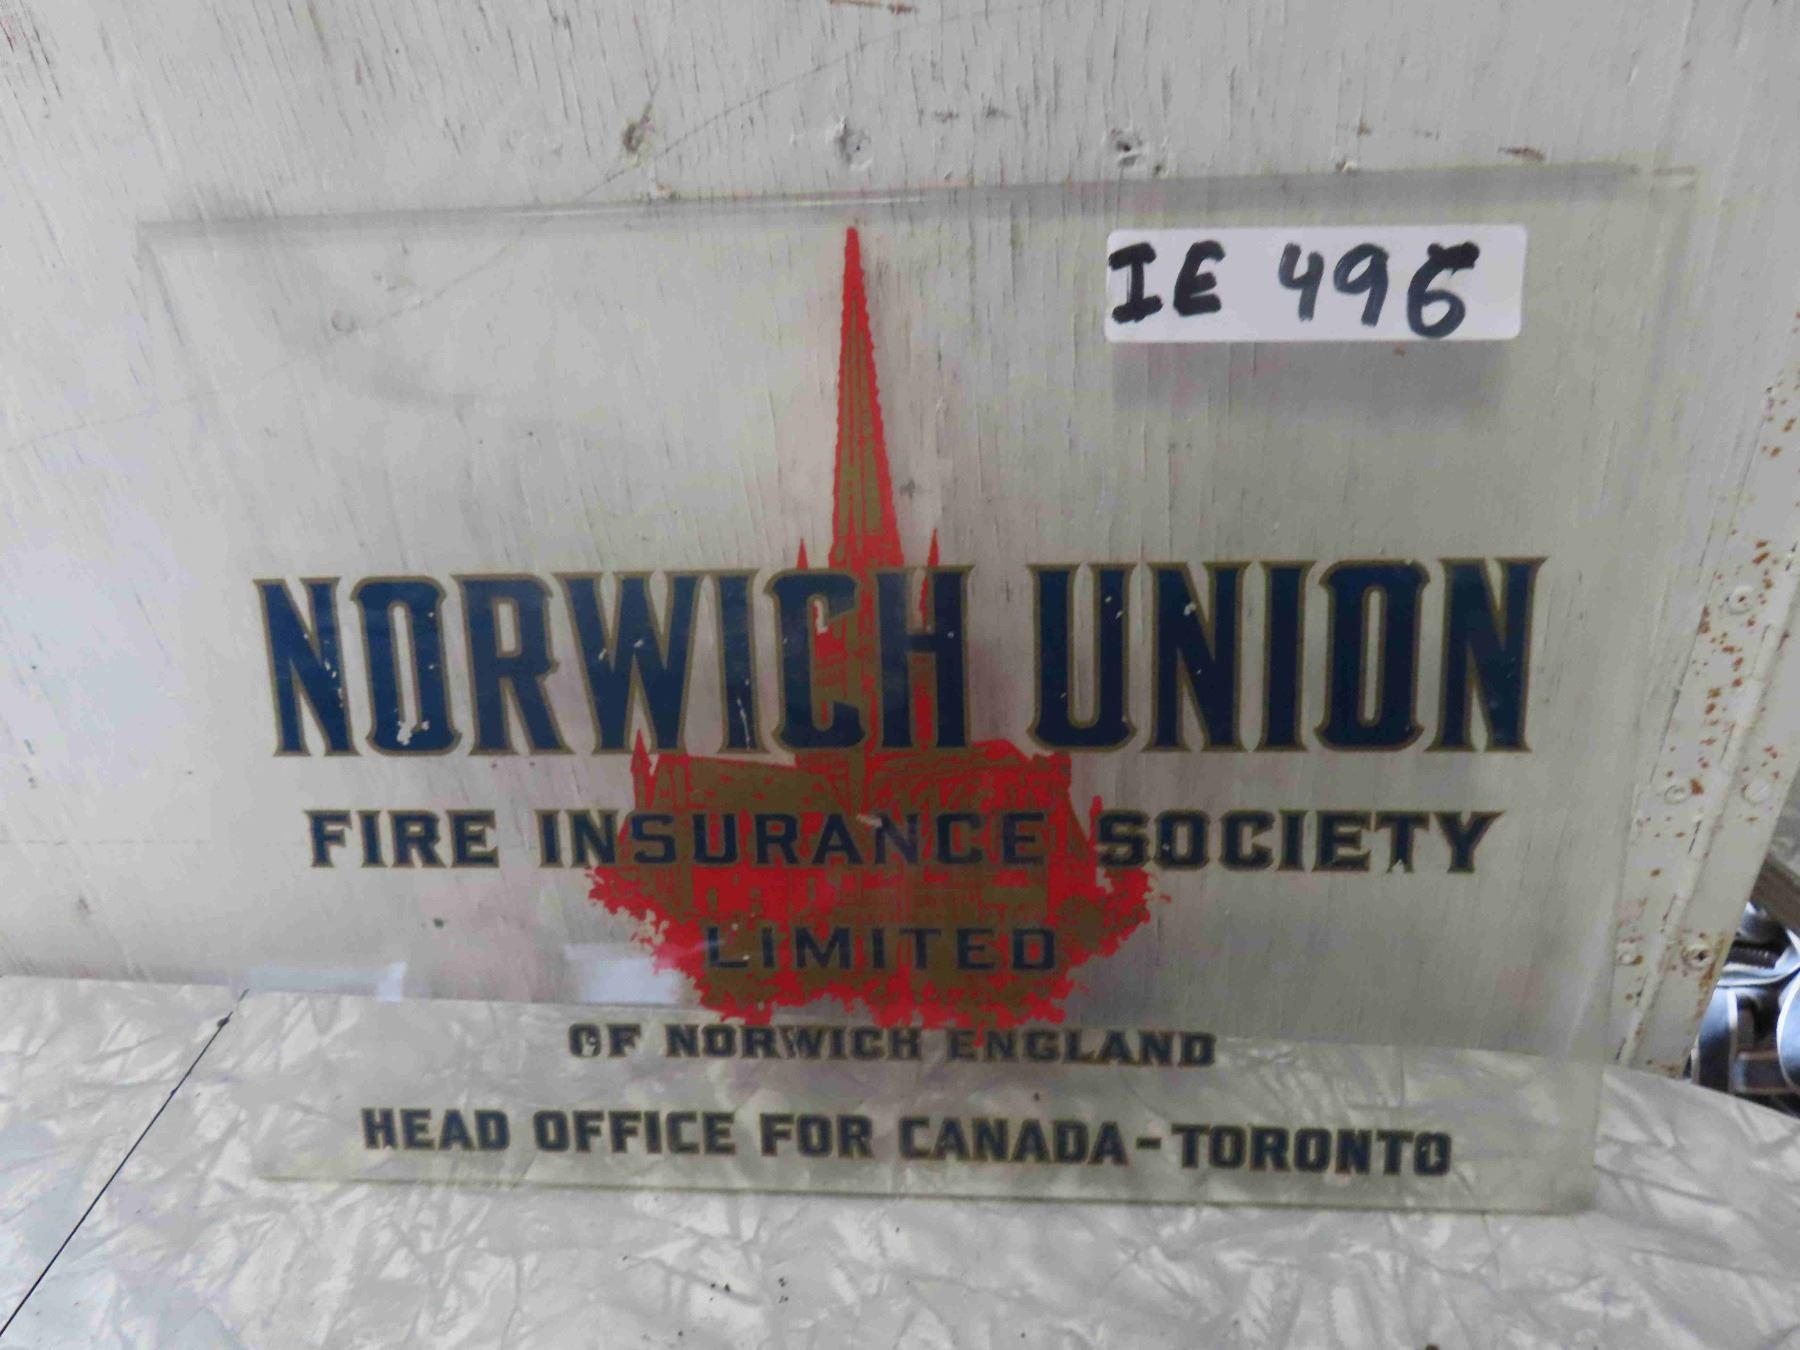 IE 496
NORWICH UNION
FIRE INSURANCE SOCIETY
LIMITED
OF NORWICH ENGLAND
HEAD OFFICE FOR CANADA-TORONTO